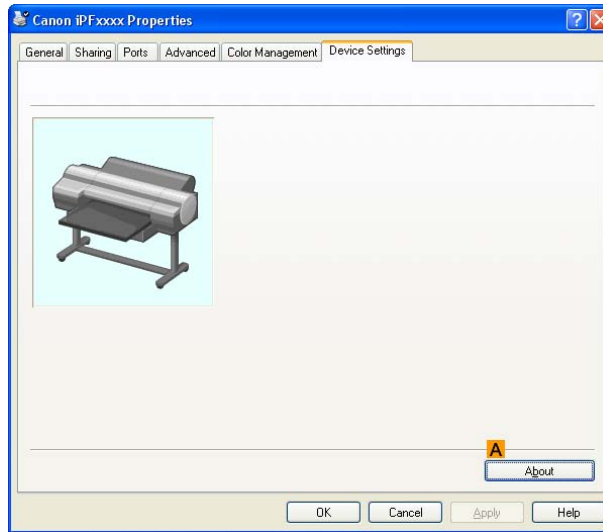 Canon iPFxxxx Properties
General Sharing Ports Advanced Color Management Device Settings
A
About
OK Cancel Apply Help